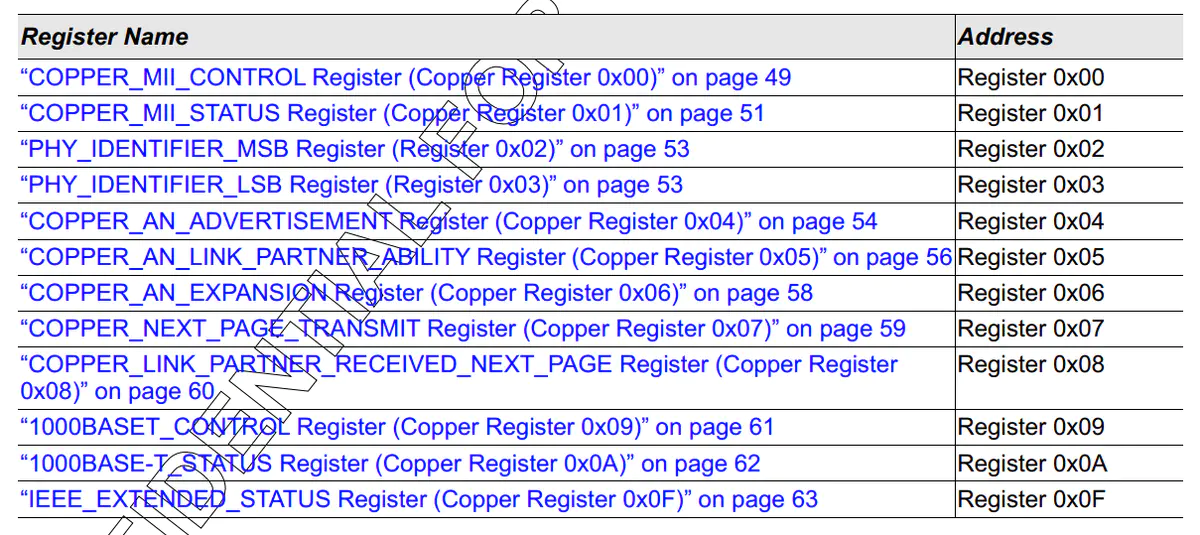 Register Name Address
“COPPER_MII_CONTROL Register (Copper Register 0x00)” on page 49 Register 0x00
“COPPER_MII_STATUS Register (Copper Register 0x01)” on page 51 Register 0x01
“PHY_IDENTIFIER_MSB Register (Register 0x02)” on page 53 Register 0x02
“PHY_IDENTIFIER_LSB Register (Register 0x03)” on page 53 Register 0x03
“COPPER_AN_ADVERTISEMENT Register (Copper Register 0x04)” on page 54 Register 0x04
“COPPER_AN_LINK_PARTNER_ABILITY Register (Copper Register 0x05)” on page 56 Register 0x05
“COPPER_AN_EXPANSION Register (Copper Register 0x06)” on page 58 Register 0x06
“COPPER_NEXT_PAGE_TRANSMIT Register (Copper Register 0x07)” on page 59 Register 0x07
“COPPER_LINK_PARTNER_RECEIVED_NEXT_PAGE Register (Copper Register Register 0x08
0x08)” on page 60
“1000BASET_CONTROL Register (Copper Register 0x09)” on page 61 Register 0x09
“1000BASE-T_STATUS Register (Copper Register 0x0A)” on page 62 Register 0x0A
“IEEE_EXTENDED_STATUS Register (Copper Register 0x0F)” on page 63 Register 0x0F
IDENTIAL FO